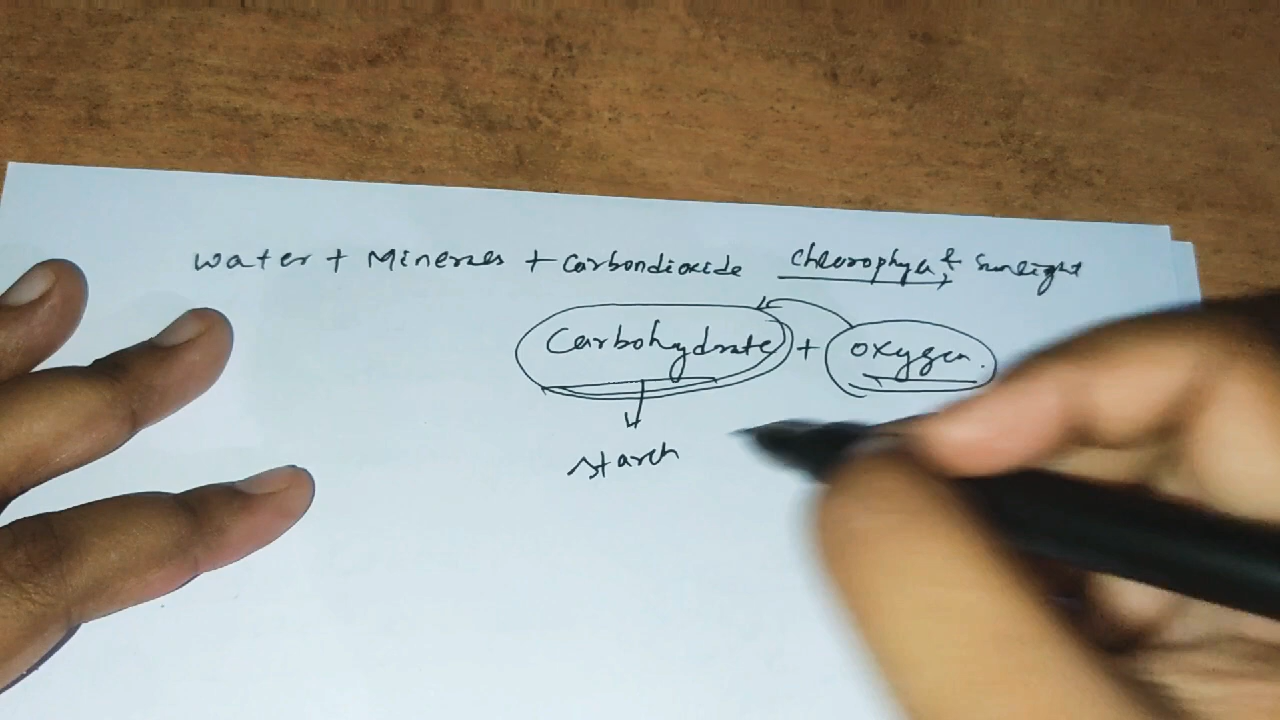 water + Minerals + Carbondioxide chlorophyll & Sunlight
Carbohydrate + oxygen.
starch